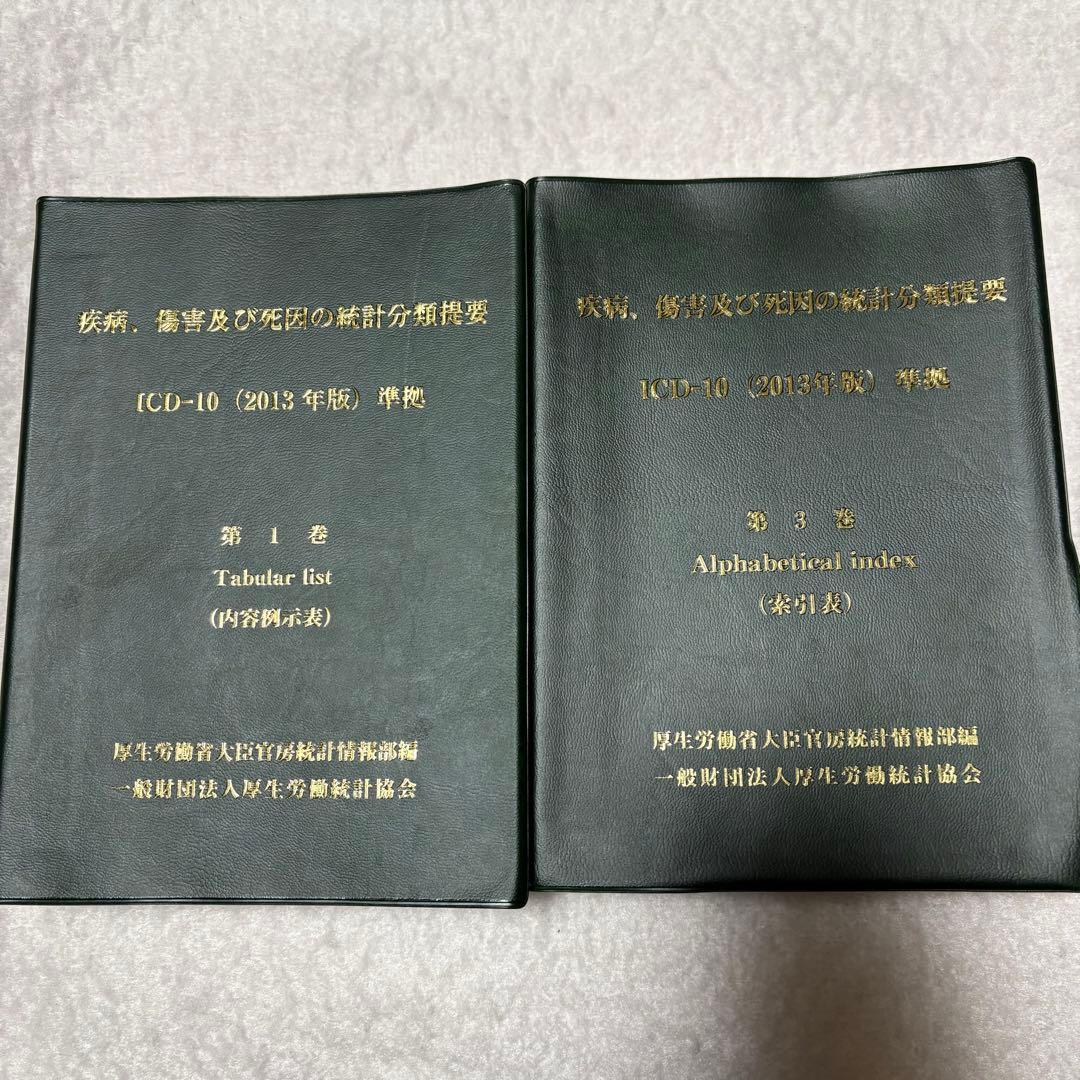 疾病、傷害及び死因の統計分類提要
ICD-10（2013年版）準拠
第 1 巻
Tabular list
(内容例示表)
厚生労働省大臣官房統計情報部編
一般財団法人厚生労働統計協会
疾病、傷害及び死因の統計分類提要
ICD-10（2013年版）準拠
第 3 巻
Alphabetical index
(索引表)
厚生労働省大臣官房統計情報部編
一般財団法人厚生労働統計協会